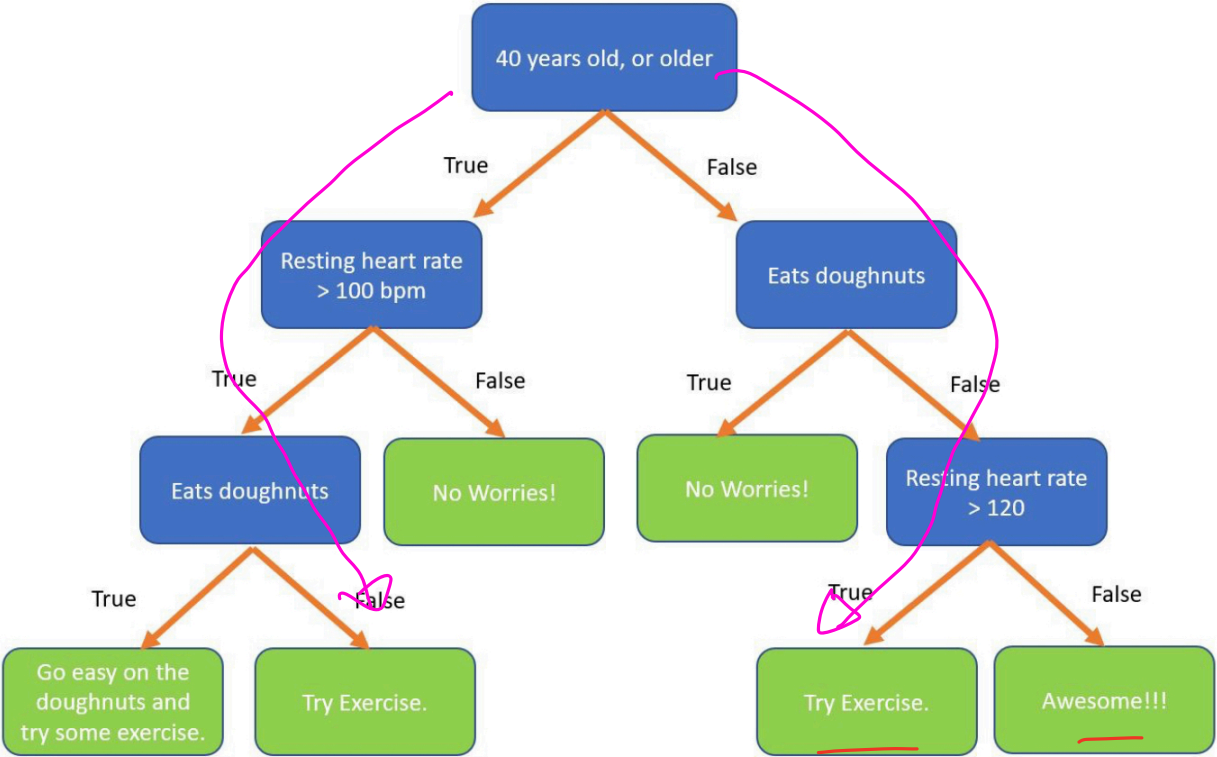 40 years old, or older
True
False
Resting heart rate
> 100 bpm
Eats doughnuts
True
False
True
False
Eats doughnuts
No Worries!
No Worries!
Resting heart rate
> 120
True
False
True
False
Go easy on the
doughnuts and
try some exercise.
Try Exercise.
Try Exercise.
Awesome!!!